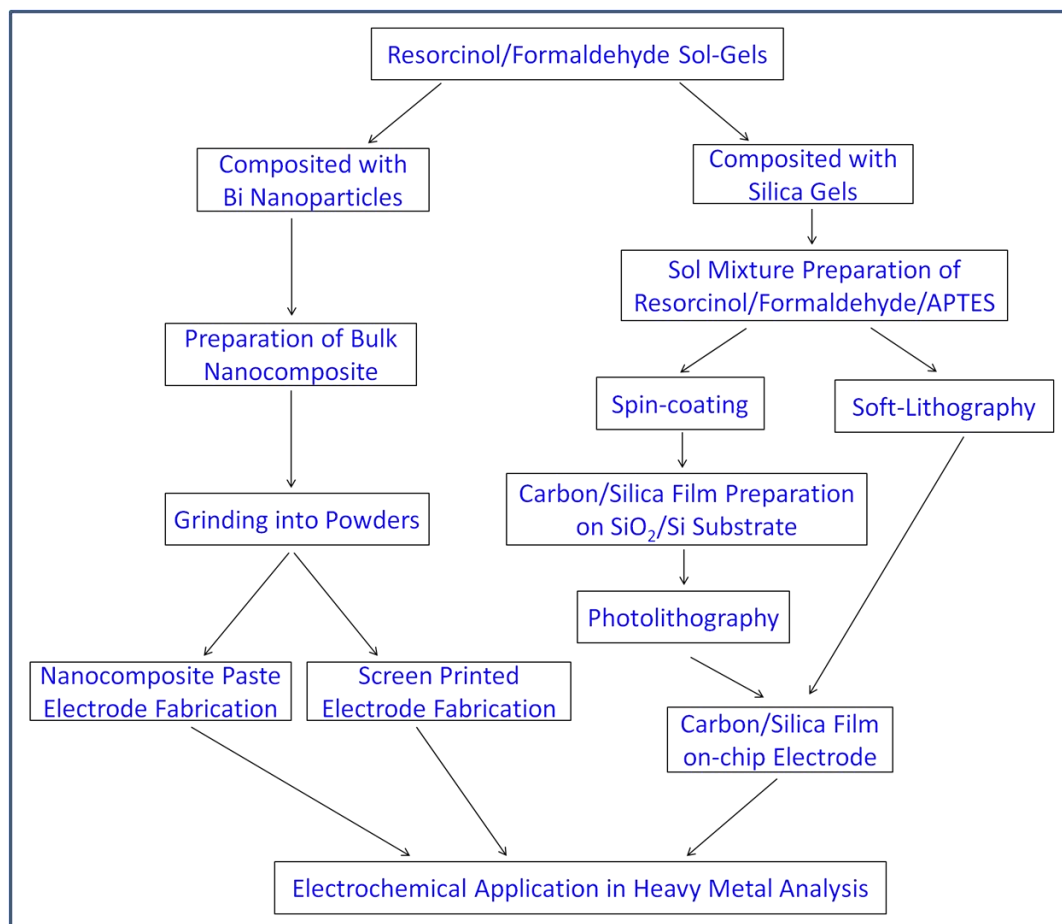 Resorcinol/Formaldehyde Sol-Gels
Composited with
Bi Nanoparticles
Composited with
Silica Gels
Sol Mixture Preparation of
Resorcinol/Formaldehyde/APTES
Preparation of Bulk
Nanocomposite
Spin-coating
Soft-Lithography
Grinding into Powders
Carbon/Silica Film Preparation
on SiO₂/Si Substrate
Photolithography
Nanocomposite Paste
Electrode Fabrication
Screen Printed
Electrode Fabrication
Carbon/Silica Film
on-chip Electrode
Electrochemical Application in Heavy Metal Analysis